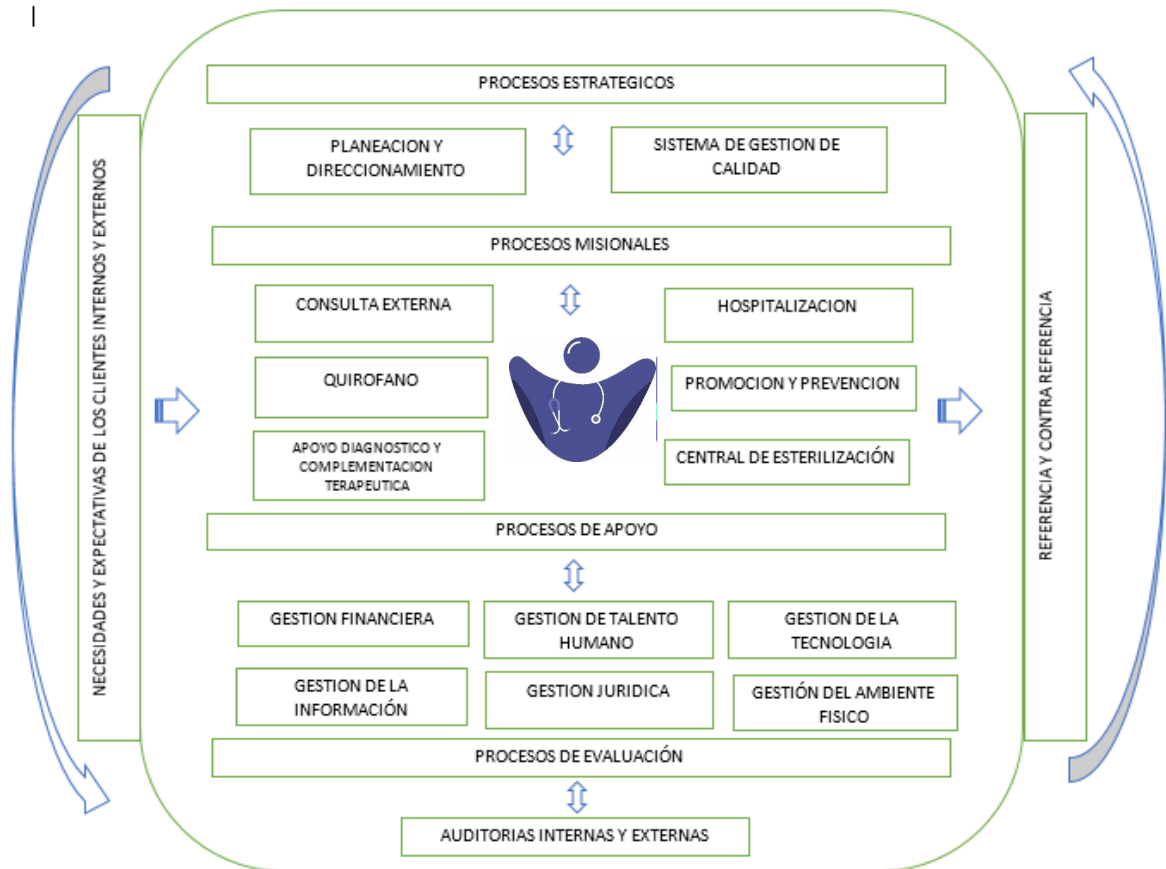 PROCESOS ESTRATEGICOS
PLANEACION Y
DIRECCIONAMIENTO
SISTEMA DE GESTION DE
CALIDAD
NECESIDADES Y EXPECTATIVAS DE LOS CLIENTES INTERNOS Y EXTERNOS
PROCESOS MISIONALES
CONSULTA EXTERNA
HOSPITALIZACION
QUIROFANO
PROMOCION Y PREVENCION
APOYO DIAGNOSTICO Y
COMPLEMENTACION
TERAPEUTICA
CENTRAL DE ESTERILIZACIÓN
REFERENCIA Y CONTRA REFERENCIA
PROCESOS DE APOYO
GESTION FINANCIERA
GESTION DE TALENTO
HUMANO
GESTION DE LA
TECNOLOGIA
GESTION DE LA
INFORMACIÓN
GESTION JURIDICA
GESTIÓN DEL AMBIENTE
FISICO
PROCESOS DE EVALUACIÓN
AUDITORIAS INTERNAS Y EXTERNAS